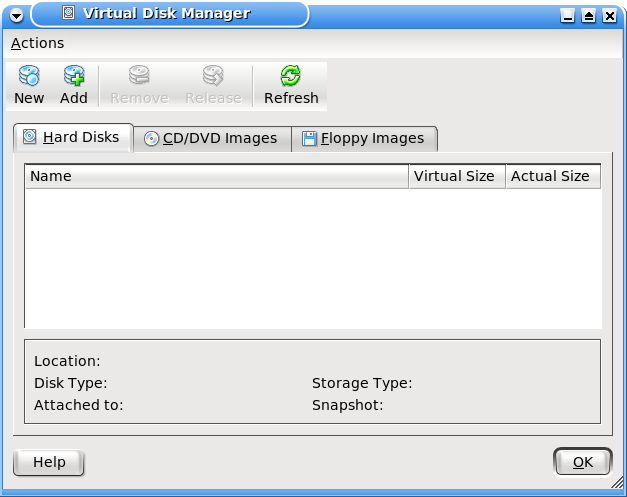 Virtual Disk Manager
Actions
New Add Remove Release Refresh
Hard Disks CD/DVD Images Floppy Images
Name Virtual Size Actual Size
Location:
Disk Type: Storage Type:
Attached to: Snapshot:
Help OK